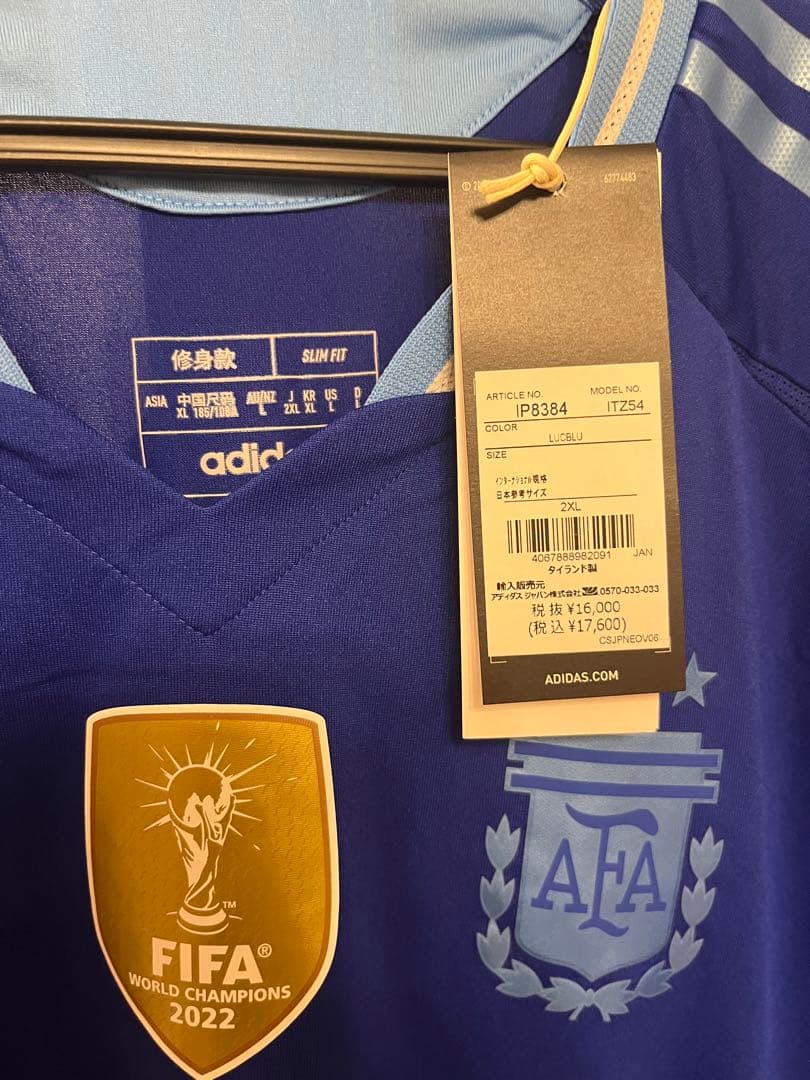 62774483
修身款
SLIM FIT
ASIA 中国尺码 AU/NZ J KR US
XL 185/108A L 2XL XL L
adid
ARTICLE NO. MODEL NO.
IP8384 ITZ54
COLOR
LUCBLU
SIZE
インターナショナル規格
日本参考サイズ
2XL
4067888982091 JAN
タイランド製
輸入販売元
アディダス ジャパン株式会社 0570-033-033
税抜 ¥16,000
(税込 ¥17,600)
CSJPNEOV06
ADIDAS.COM
AFA
TM
FIFA®
WORLD CHAMPIONS
2022